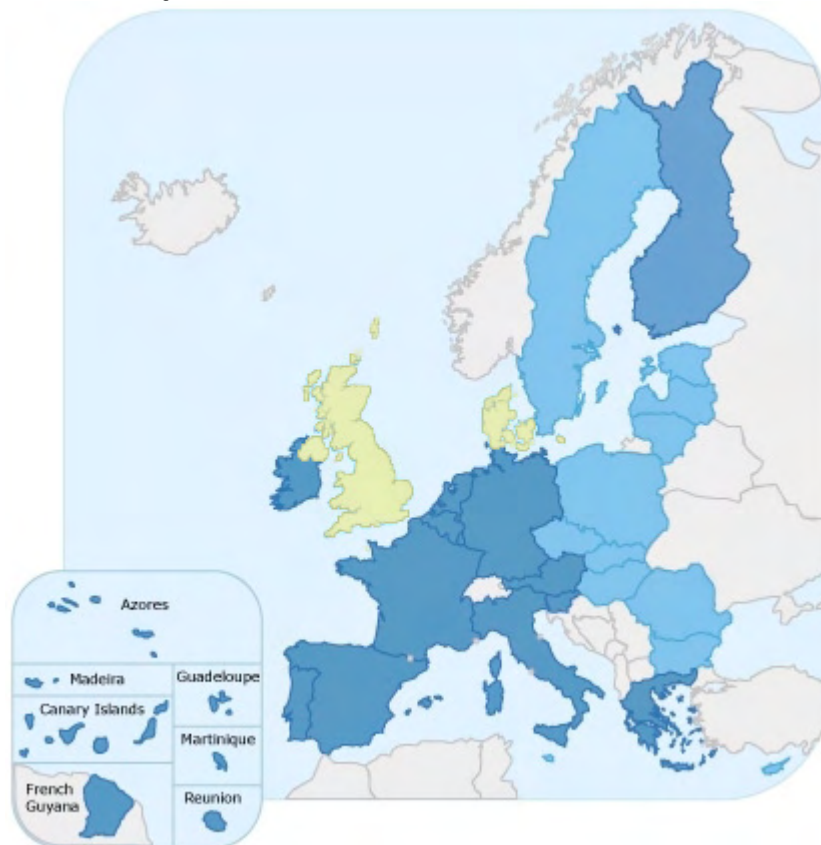 Azores
Madeira
Guadeloupe
Canary Islands
Martinique
French
Guyana
Reunion